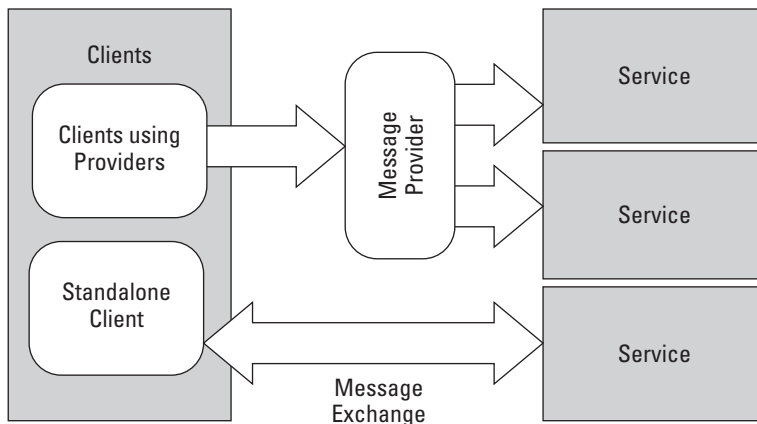 Clients
Clients using
Providers
Standalone
Client
Message
Provider
Message
Exchange
Service
Service
Service